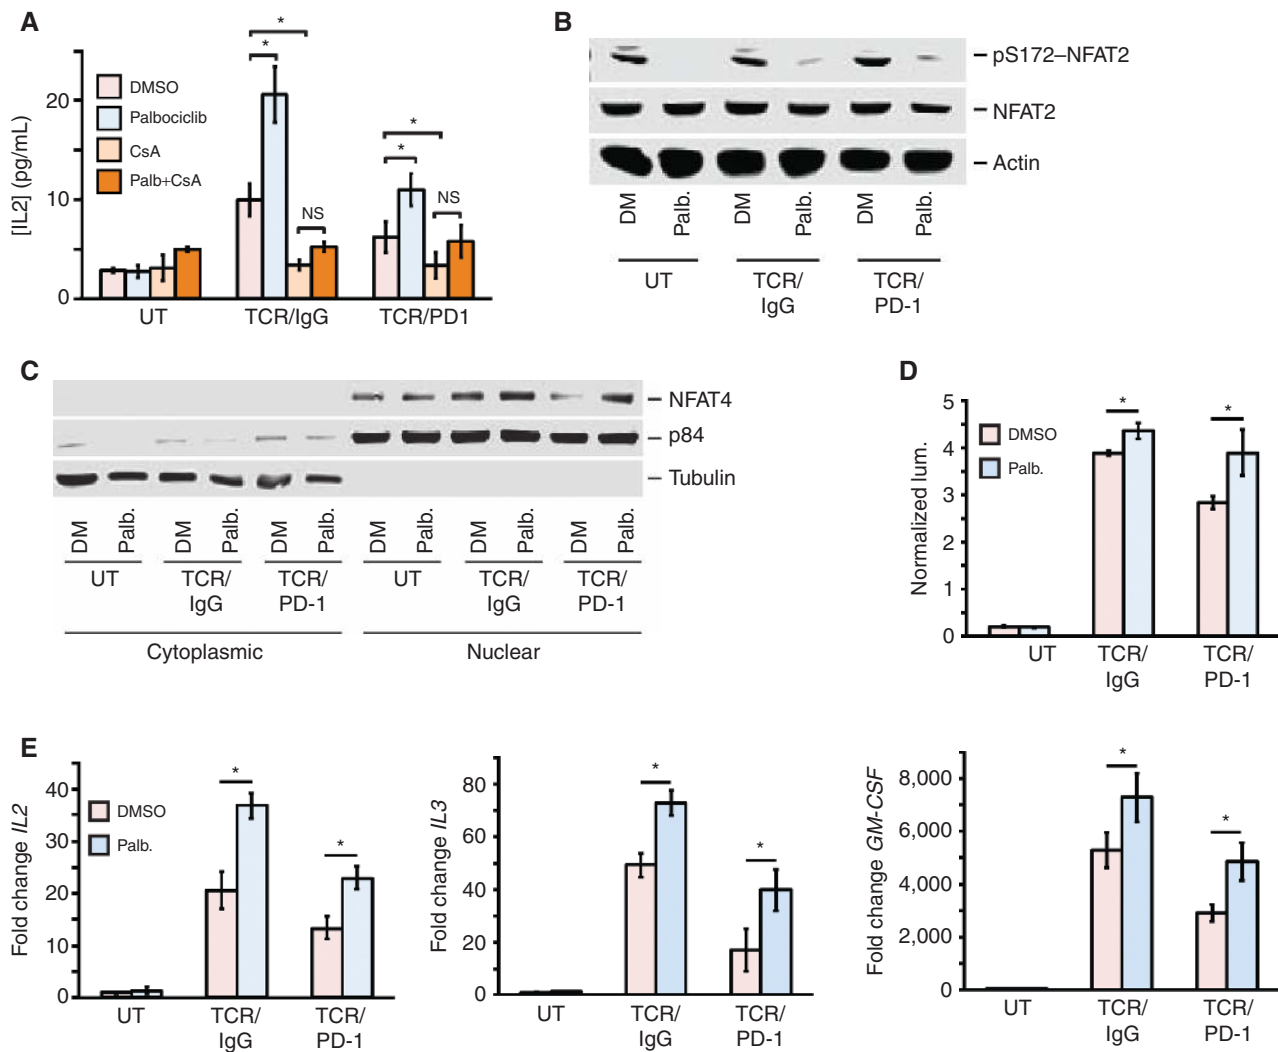 A
[IL2] (pg/mL)
20
10
0
DMSO
Palbociclib
CsA
Palb+CsA
*
*
NS
*
*
NS
UT
TCR/IgG
TCR/PD1
B
pS172–NFAT2
NFAT2
Actin
DM
Palb.
DM
Palb.
DM
Palb.
UT
TCR/
IgG
TCR/
PD-1
C
NFAT4
p84
Tubulin
DM
Palb.
DM
Palb.
DM
Palb.
DM
Palb.
DM
Palb.
DM
Palb.
UT
TCR/
IgG
TCR/
PD-1
UT
TCR/
IgG
TCR/
PD-1
Cytoplasmic
Nuclear
D
Normalized lum.
5
4
3
2
1
0
DMSO
Palb.
*
*
UT
TCR/
IgG
TCR/
PD-1
E
Fold change IL2
40
30
20
10
0
DMSO
Palb.
*
*
UT
TCR/
IgG
TCR/
PD-1
Fold change IL3
80
60
40
20
0
*
*
UT
TCR/
IgG
TCR/
PD-1
Fold change GM-CSF
8,000
6,000
4,000
2,000
0
*
*
UT
TCR/
IgG
TCR/
PD-1